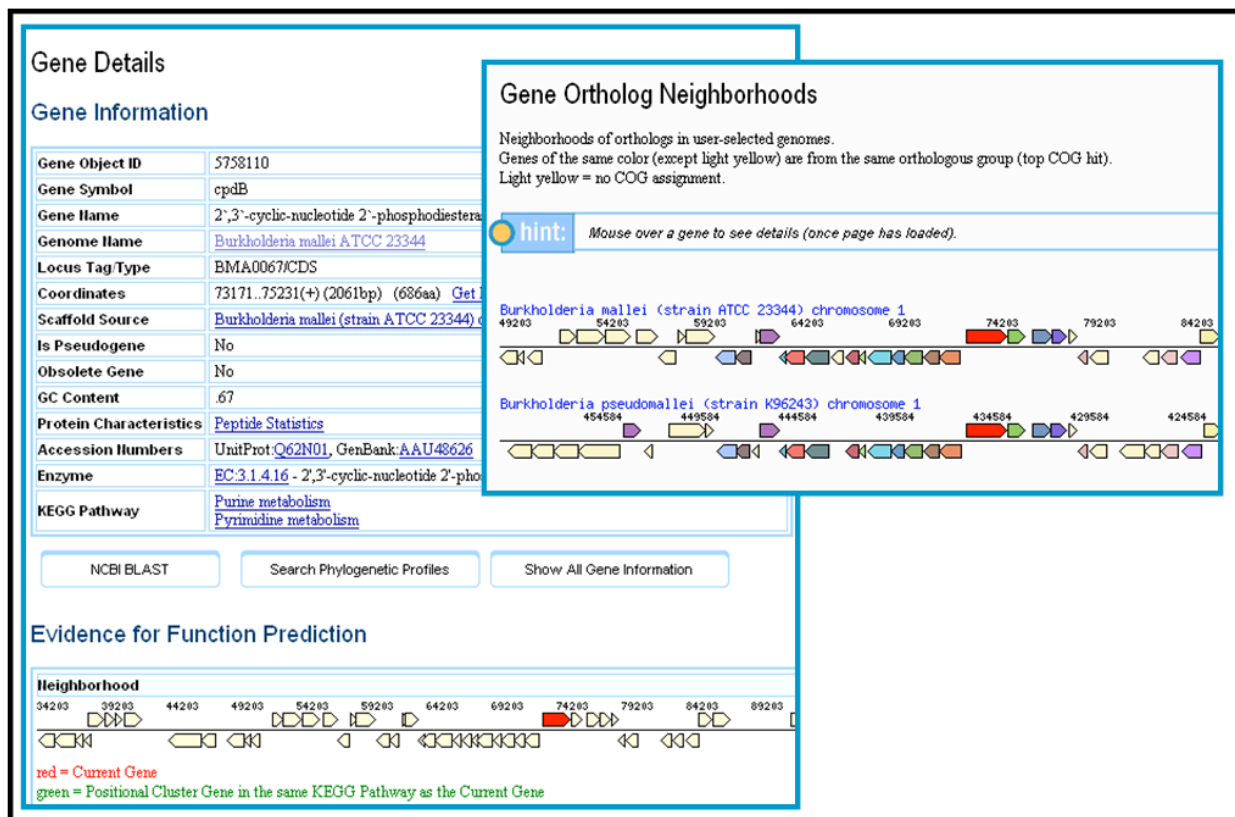 Gene Details
Gene Information
Gene Object ID 5758110
Gene Symbol cpdB
Gene Name 2`,3`-cyclic-nucleotide 2`-phosphodiesteras
Genome Name Burkholderia mallei ATCC 23344
Locus Tag/Type BMA0067/CDS
Coordinates 73171..75231(+) (2061bp) (686aa) Get
Scaffold Source Burkholderia mallei (strain ATCC 23344) c
Is Pseudogene No
Obsolete Gene No
GC Content .67
Protein Characteristics Peptide Statistics
Accession Numbers UnitProt:Q62N01, GenBank:AAU48626
Enzyme EC:3.1.4.16 - 2',3'-cyclic-nucleotide 2'-pho
KEGG Pathway Purine metabolism
Pyrimidine metabolism
NCBI BLAST Search Phylogenetic Profiles Show All Gene Information
Evidence for Function Prediction
Neighborhood
34203 39203 44203 49203 54203 59203 64203 69203 74203 79203 84203 89203
red = Current Gene
green = Positional Cluster Gene in the same KEGG Pathway as the Current Gene
Gene Ortholog Neighborhoods
Neighborhoods of orthologs in user-selected genomes.
Genes of the same color (except light yellow) are from the same orthologous group (top COG hit).
Light yellow = no COG assignment.
hint: Mouse over a gene to see details (once page has loaded).
Burkholderia mallei (strain ATCC 23344) chromosome 1
49203 54203 59203 64203 69203 74203 79203 84203
Burkholderia pseudomallei (strain K96243) chromosome 1
454584 449584 444584 439584 434584 429584 424584